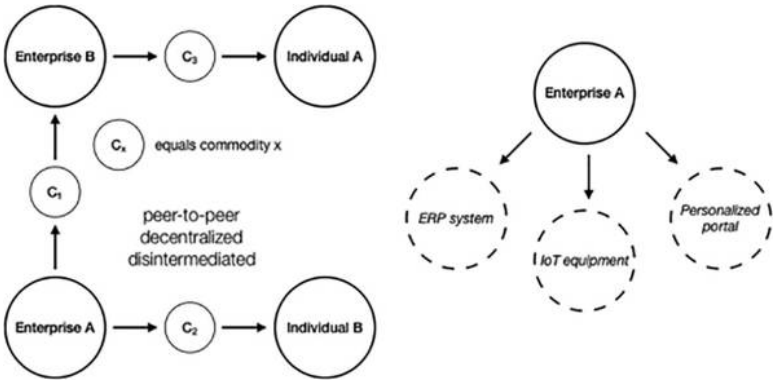 Enterprise B
C3
Individual A
Cx equals commodity x
C1
peer-to-peer
decentralized
disintermediated
Enterprise A
C2
Individual B
Enterprise A
ERP system
IoT equipment
Personalized
portal